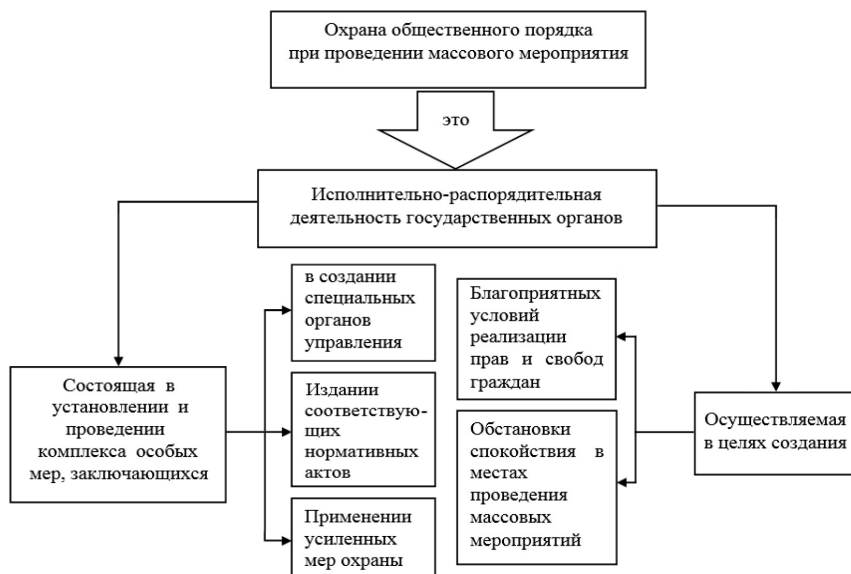 Охрана общественного порядка
при проведении массового мероприятия
это
Исполнительно-распорядительная
деятельность государственных органов
Состоящая в
установлении и
проведении
комплекса особых
мер, заключающихся
в создании
специальных
органов
управления
Издании
соответствую-
щих
нормативных
актов
Применении
усиленных
мер охраны
Благоприятных
условий
реализации
прав и свобод
граждан
Обстановки
спокойствия в
местах
проведения
массовых
мероприятий
Осуществляемая
в целях создания